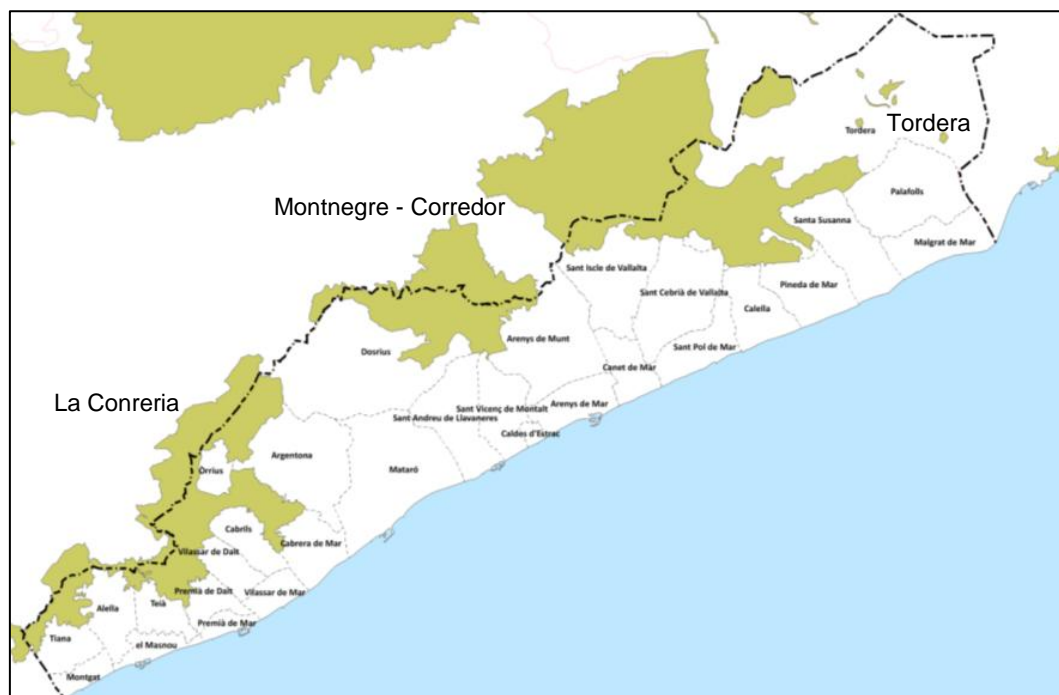 Tordera
Tordera
Palafolls
Montnegre - Corredor
Santa Susanna
Malgrat de Mar
Sant Iscle de Vallalta
Sant Cebrià de Vallalta
Pineda de Mar
Calella
Arenys de Munt
Sant Pol de Mar
Dosrius
Canet de Mar
La Conreria
Arenys de Mar
Sant Vicenç de Montalt
Sant Andreu de Llavaneres
Caldes d'Estrac
Argentona
Orrius
Mataró
Cabrils
Cabrera de Mar
Vilassar de Dalt
Premià de Dalt
Vilassar de Mar
Alella
Teià
Premià de Mar
Tiana
el Masnou
Montgat